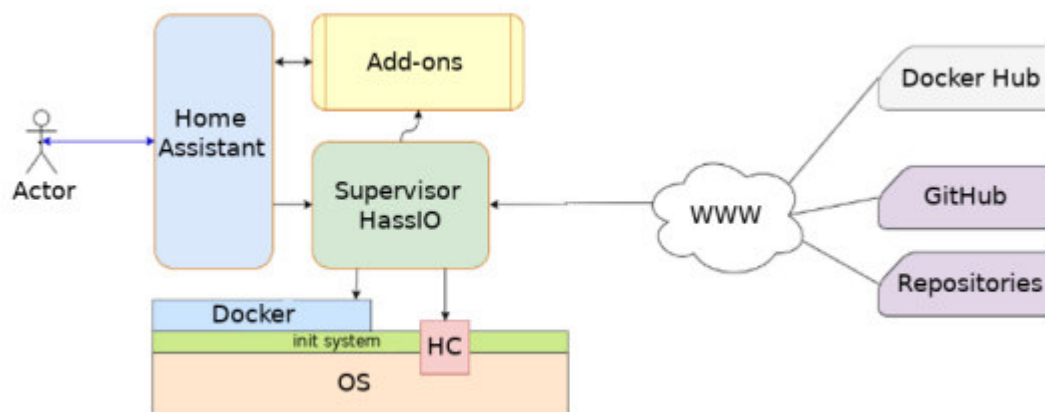 Actor
Home
Assistant
Add-ons
Supervisor
HassIO
Docker
init system
HC
OS
WWW
Docker Hub
GitHub
Repositories